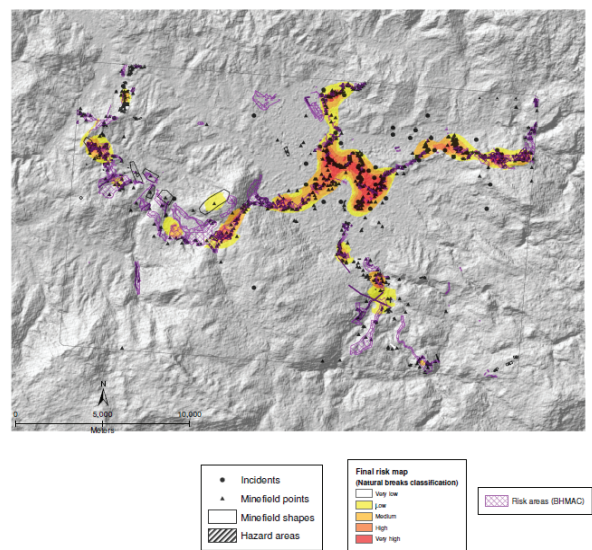 N
0 5,000 10,000
Meters
Incidents
Minefield points
Minefield shapes
Hazard areas
Final risk map
(Natural breaks classification)
Very low
Low
Medium
High
Very high
Risk areas (BHMAC)